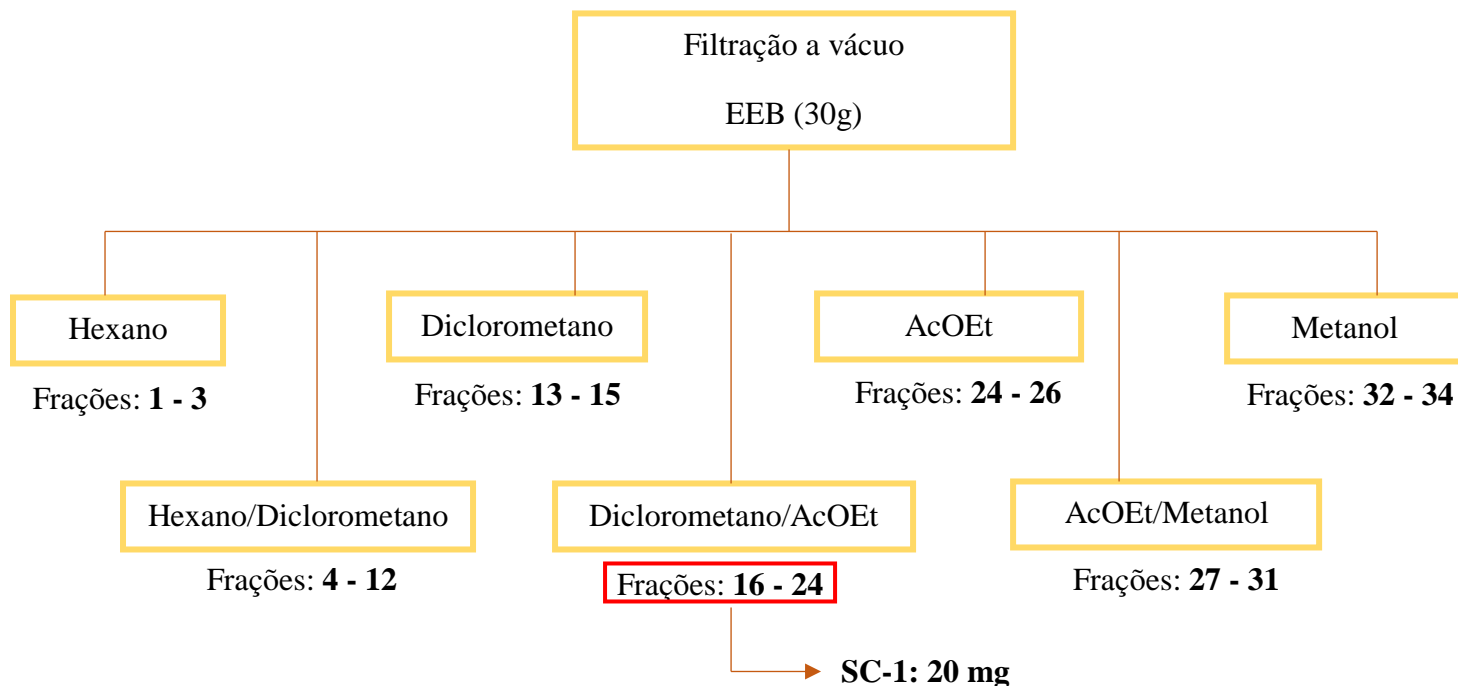 Filtração a vácuo
EEB (30g)
Hexano
Frações: 1 - 3
Diclorometano
Frações: 13 - 15
AcOEt
Frações: 24 - 26
Metanol
Frações: 32 - 34
Hexano/Diclorometano
Frações: 4 - 12
Diclorometano/AcOEt
Frações: 16 - 24
AcOEt/Metanol
Frações: 27 - 31
SC-1: 20 mg